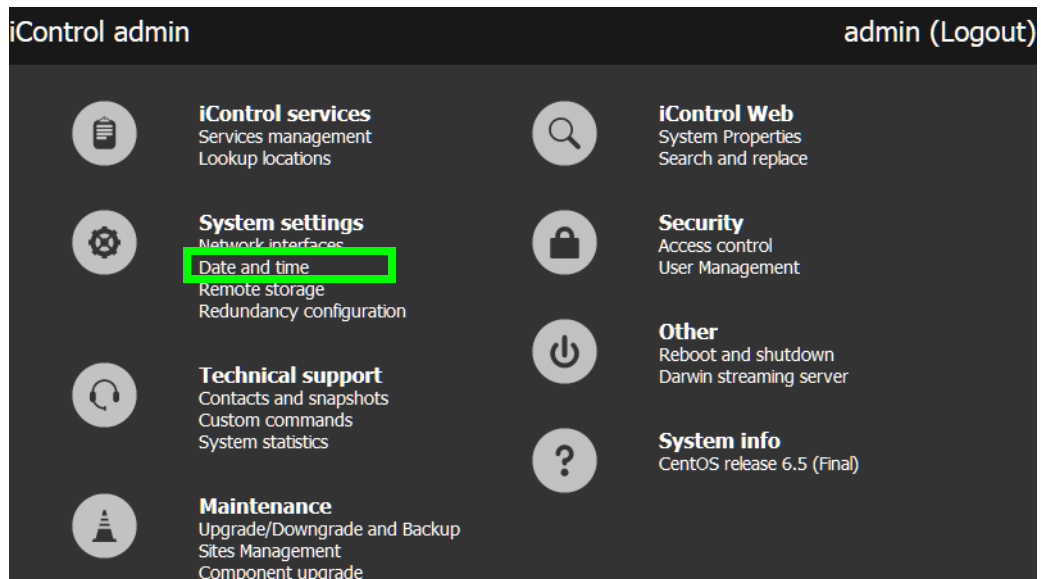 iControl admin
admin (Logout)
iControl services
Services management
Lookup locations
System settings
Network interfaces
Date and time
Remote storage
Redundancy configuration
Technical support
Contacts and snapshots
Custom commands
System statistics
Maintenance
Upgrade/Downgrade and Backup
Sites Management
Component upgrade
iControl Web
System Properties
Search and replace
Security
Access control
User Management
Other
Reboot and shutdown
Darwin streaming server
System info
CentOS release 6.5 (Final)